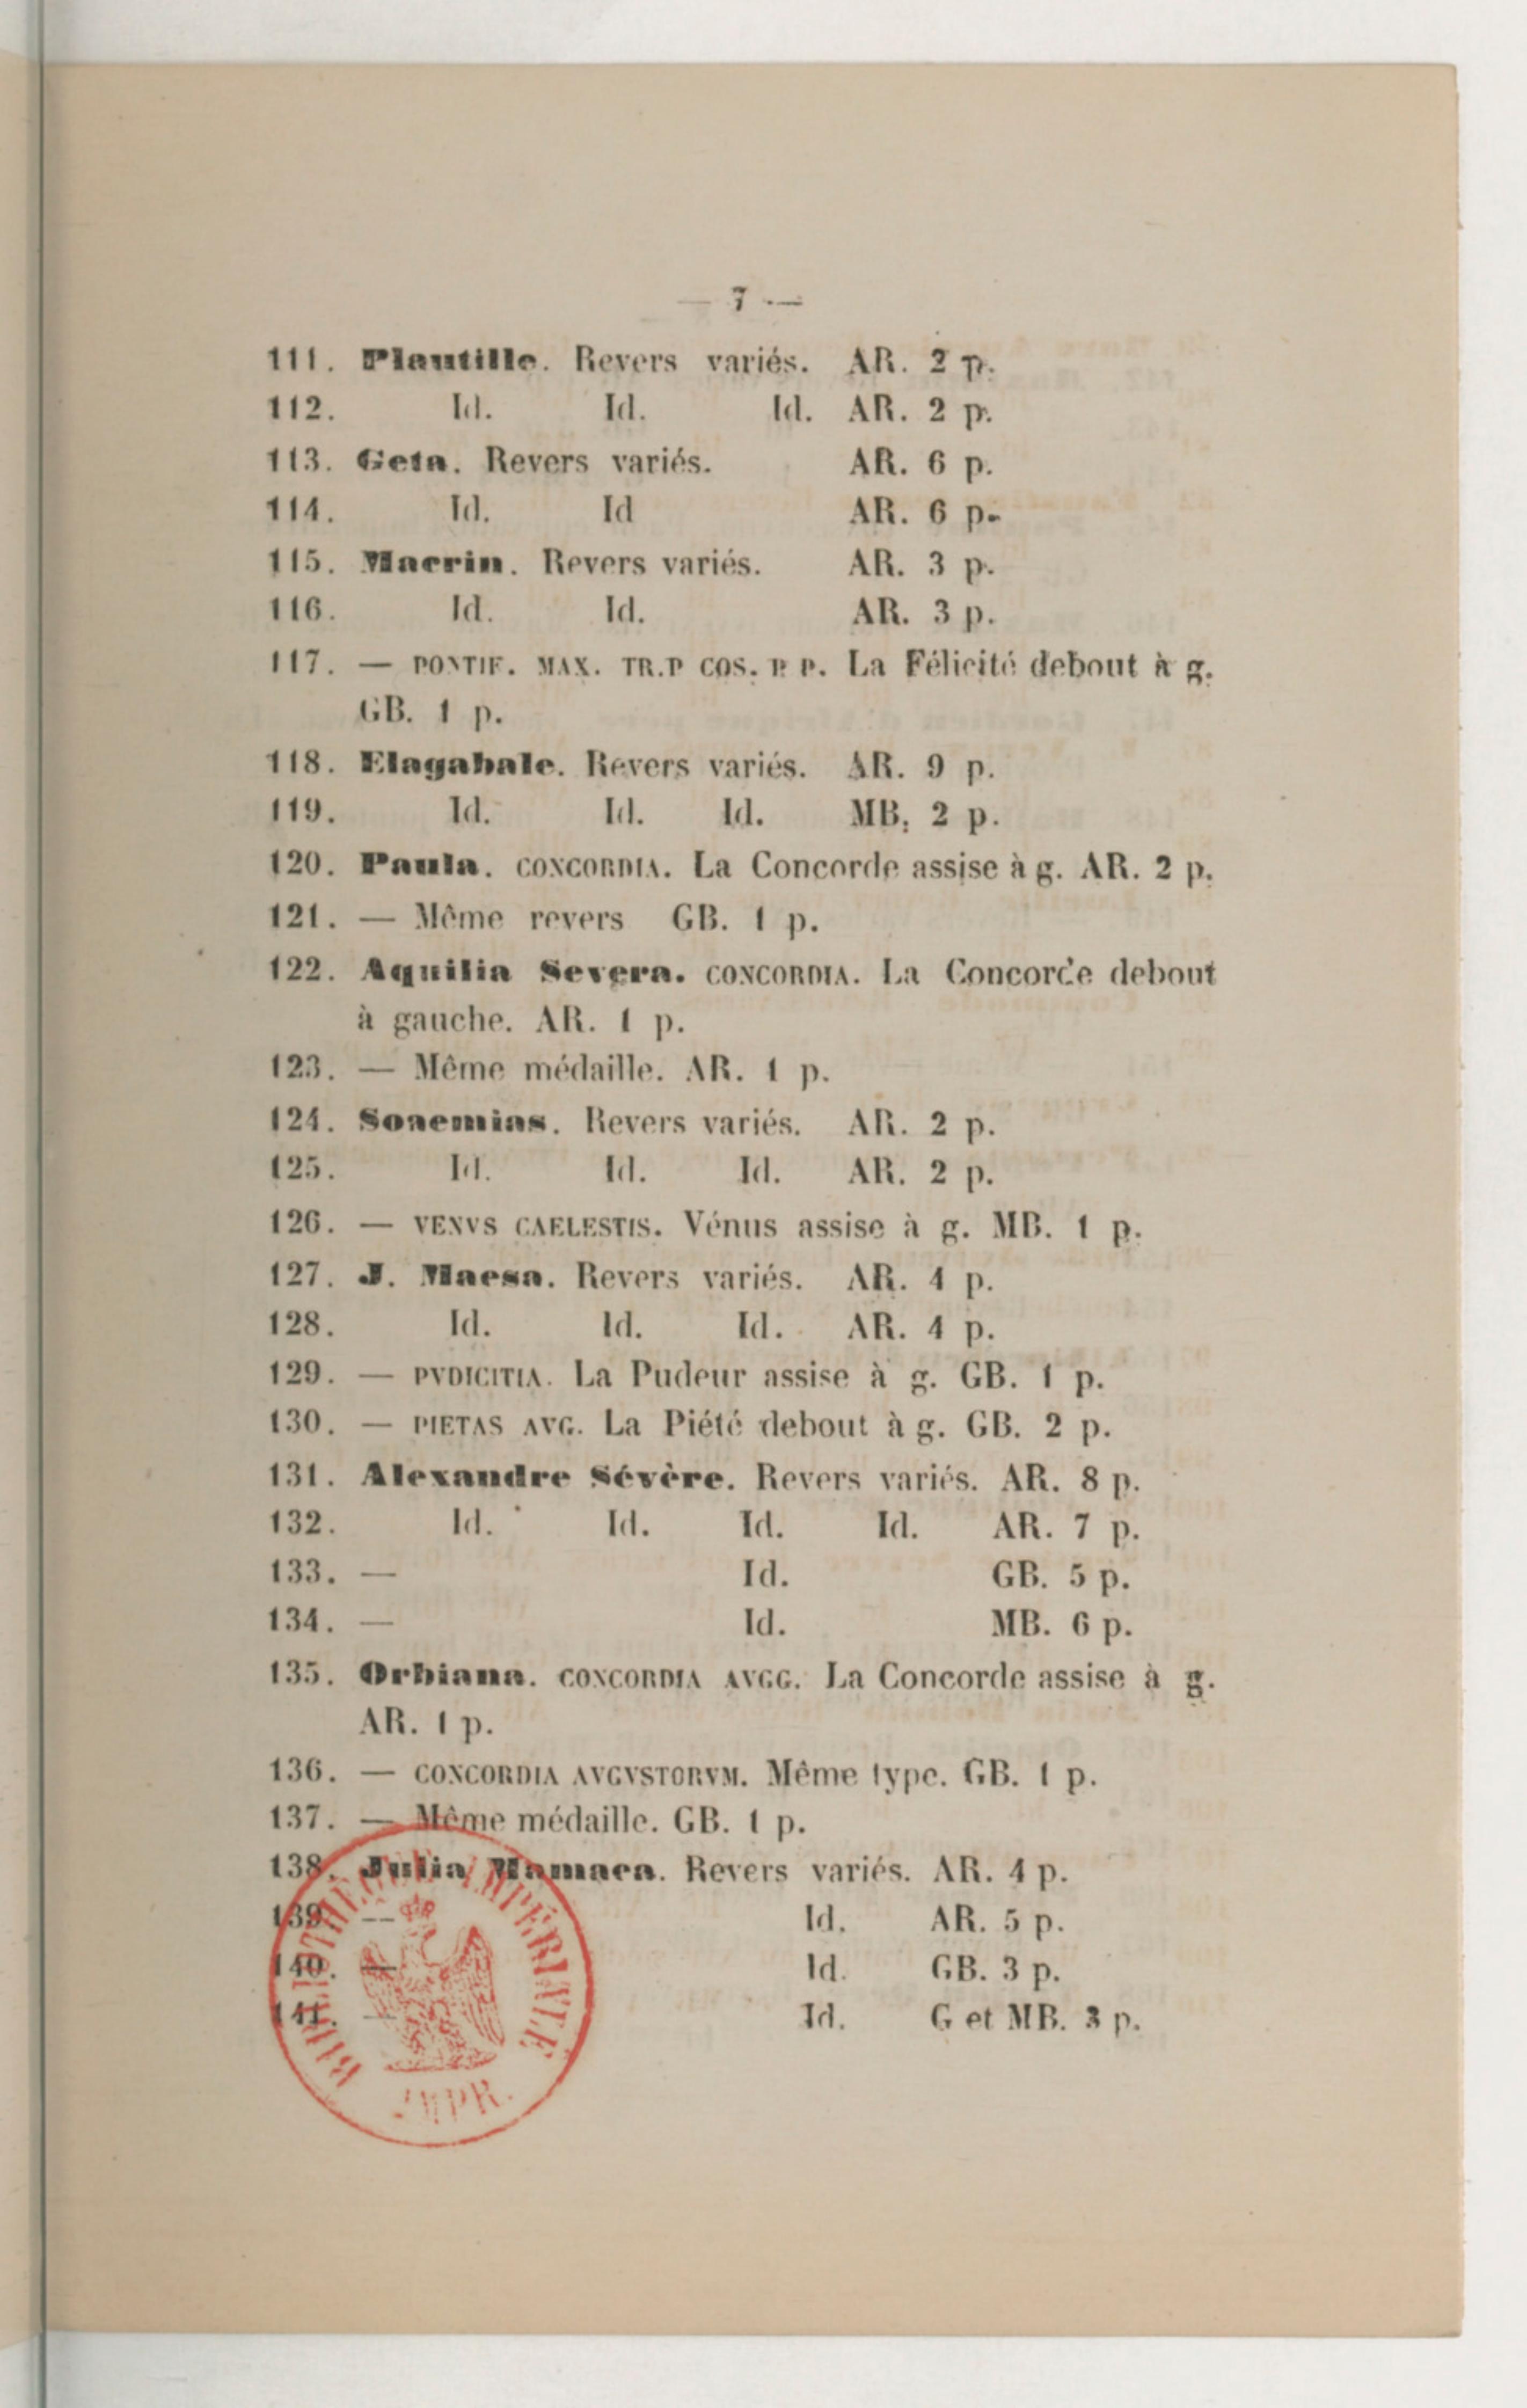 — 7 —
111. Plautille. Revers variés. AR. 2 p.
112. Id. Id. Id. AR. 2 p.
113. Geta. Revers variés. AR. 6 p.
114. Id. Id AR. 6 p.
115. Macrin. Revers variés. AR. 3 p.
116. Id. Id. AR. 3 p.
117. — PONTIF. MAX. TR.P COS. P P. La Félicité debout à g.
GB. 1 p.
118. Elagabale. Revers variés. AR. 9 p.
119. Id. Id. Id. MB. 2 p.
120. Paula. CONCORDIA. La Concorde assise à g. AR. 2 p.
121. — Même revers GB. 1 p.
122. Aquilia Severa. CONCORDIA. La Concorde debout
à gauche. AR. 1 p.
123. — Même médaille. AR. 1 p.
124. Soaemias. Revers variés. AR. 2 p.
125. Id. Id. Id. AR. 2 p.
126. — VENVS CAELESTIS. Vénus assise à g. MB. 1 p.
127. J. Maesa. Revers variés. AR. 4 p.
128. Id. Id. Id. AR. 4 p.
129. — PVDICITIA. La Pudeur assise à g. GB. 1 p.
130. — PIETAS AVG. La Piété debout à g. GB. 2 p.
131. Alexandre Sévère. Revers variés. AR. 8 p.
132. Id. Id. Id. Id. AR. 7 p.
133. — Id. GB. 5 p.
134. — Id. MB. 6 p.
135. Orbiana. CONCORDIA AVGG. La Concorde assise à g.
AR. 1 p.
136. — CONCORDIA AVGVSTORVM. Même type. GB. 1 p.
137. — Même médaille. GB. 1 p.
138. Julia Mamaea. Revers variés. AR. 4 p.
139. — Id. AR. 5 p.
140. — Id. GB. 3 p.
141. — Id. G et MB. 3 p.
BIBLIOTHÈQUE IMPÉRIALE
IMPR.